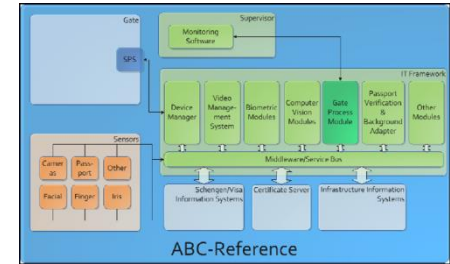 Gate
SPS
Supervisor
Monitoring
Software
IT Framework
Device
Manager
Video
Manage-
ment
System
Biometric
Modules
Computer
Vision
Modules
Gate
Process
Module
Passport
Verification
&
Background
Adapter
Other
Modules
Middleware/Service Bus
Sensors
Camer
as
Pass-
port
Other
Facial
Finger
Iris
Schengen/Visa
Information Systems
Certificate Server
Infrastructure Information
Systems
ABC-Reference